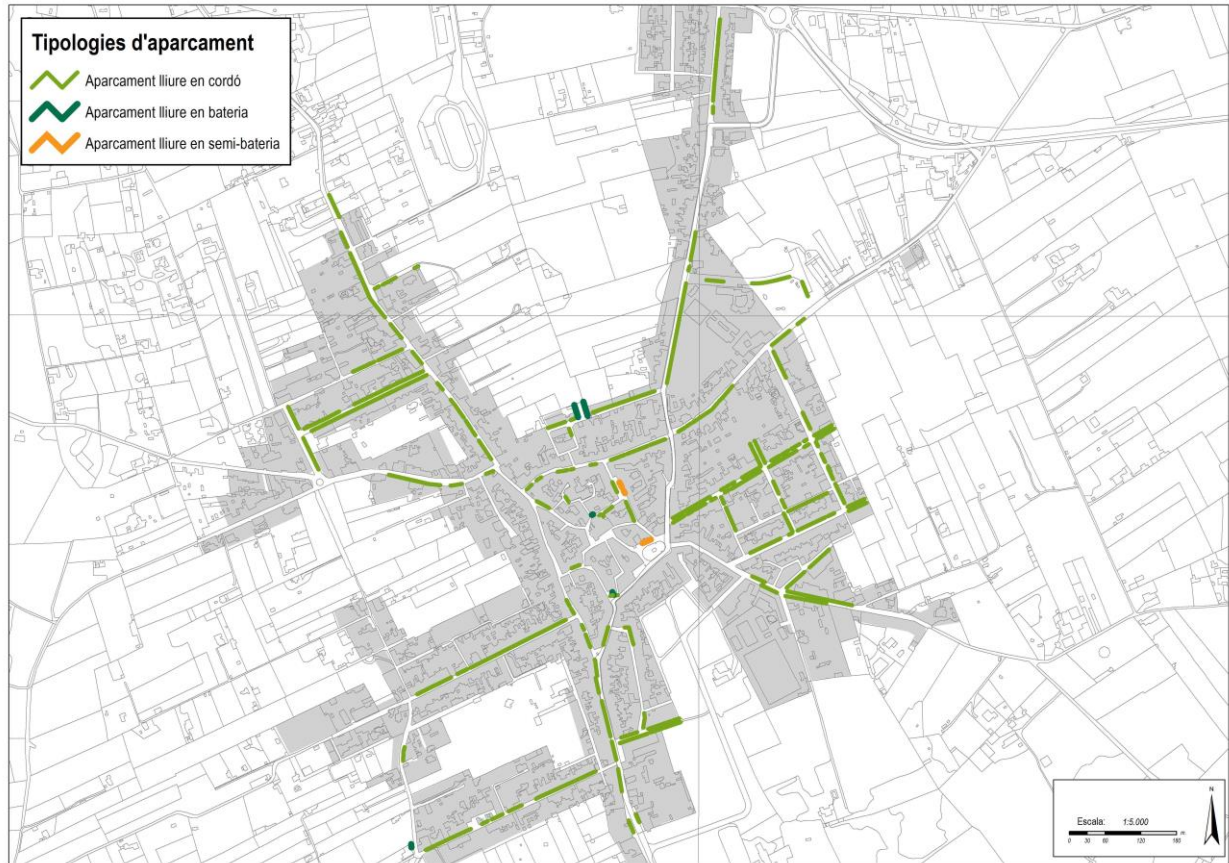 Tipologies d'aparcament
Aparcament lliure en cordó
Aparcament lliure en bateria
Aparcament lliure en semi-bateria
N
Escala: 1:5.000
0 30 60 120 180 m